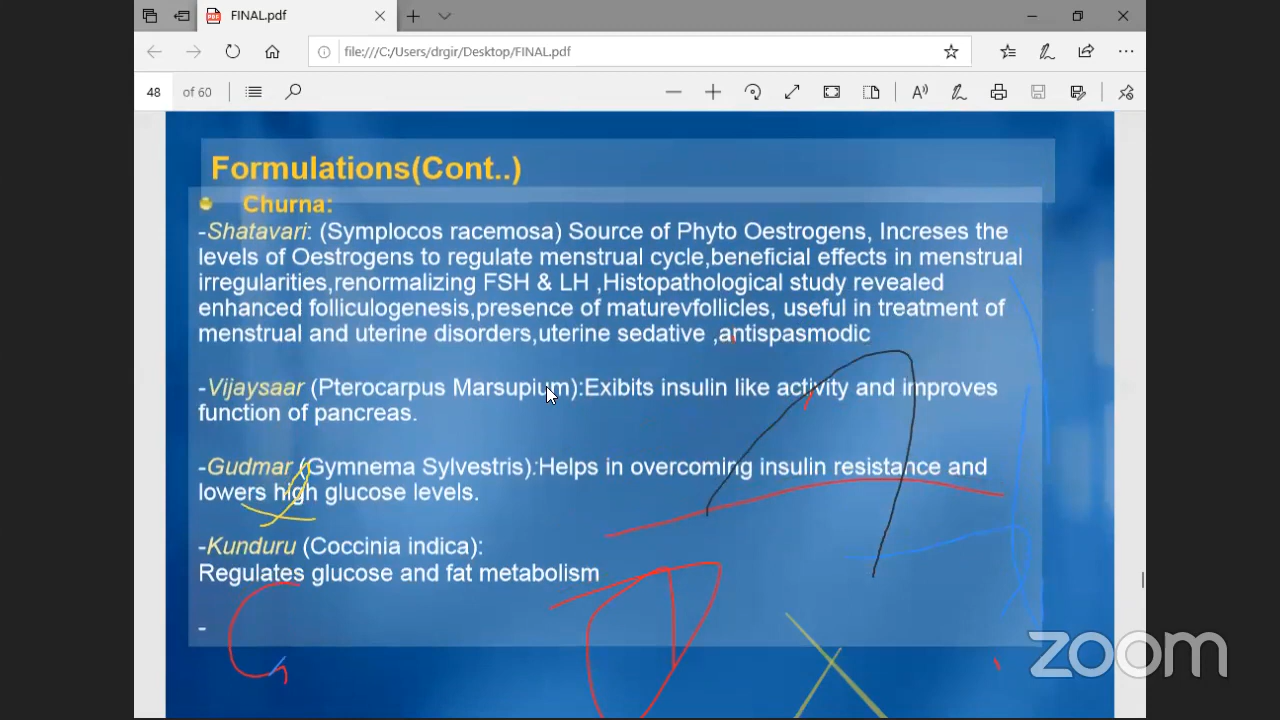 FINAL.pdf
file:///C:/Users/drgir/Desktop/FINAL.pdf
48 of 60
Formulations(Cont..)
Churna:
-Shatavari: (Symplocos racemosa) Source of Phyto Oestrogens, Increses the
levels of Oestrogens to regulate menstrual cycle,beneficial effects in menstrual
irregularities,renormalizing FSH & LH ,Histopathological study revealed
enhanced folliculogenesis,presence of maturevfollicles, useful in treatment of
menstrual and uterine disorders,uterine sedative ,antispasmodic
-Vijaysaar (Pterocarpus Marsupium):Exibits insulin like activity and improves
function of pancreas.
-Gudmar (Gymnema Sylvestris):Helps in overcoming insulin resistance and
lowers high glucose levels.
-Kunduru (Coccinia indica):
Regulates glucose and fat metabolism
-
zoom